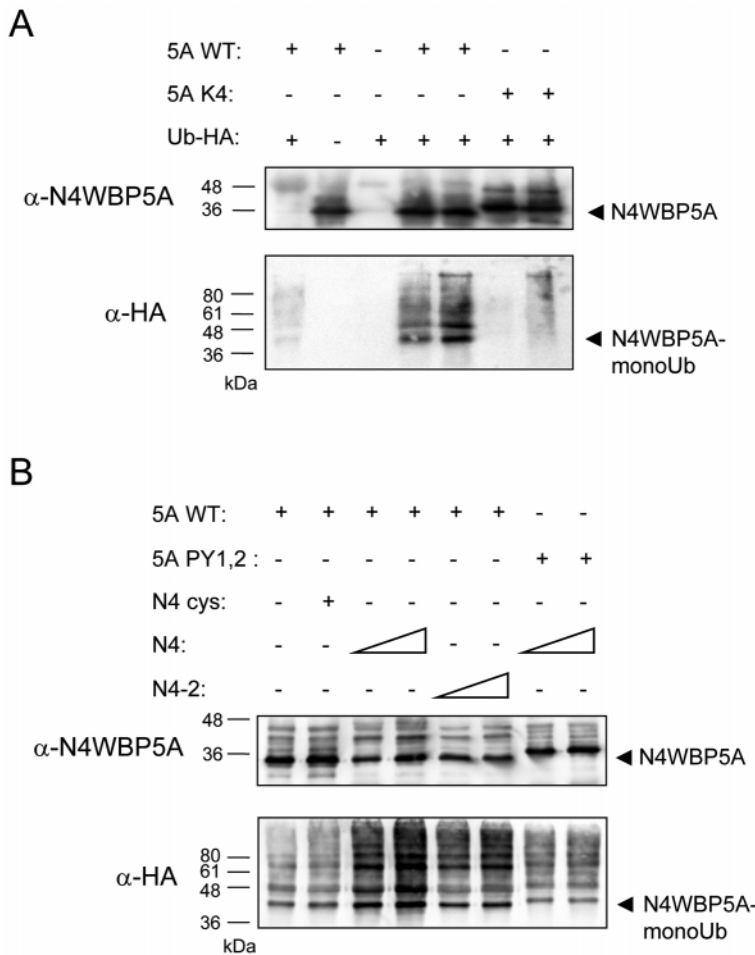 A
5A WT: + + - + + - -
5A K4: - - - - - + +
Ub-HA: + - + + + + +
α-N4WBP5A
48
36
N4WBP5A
α-HA
80
61
48
36
kDa
N4WBP5A-
monoUb
B
5A WT: + + + + + + - -
5A PY1,2 : - - - - - - + +
N4 cys: - + - - - - - -
N4: - - - -
N4-2: - - - - - -
α-N4WBP5A
48
36
N4WBP5A
α-HA
80
61
48
36
kDa
N4WBP5A-
monoUb